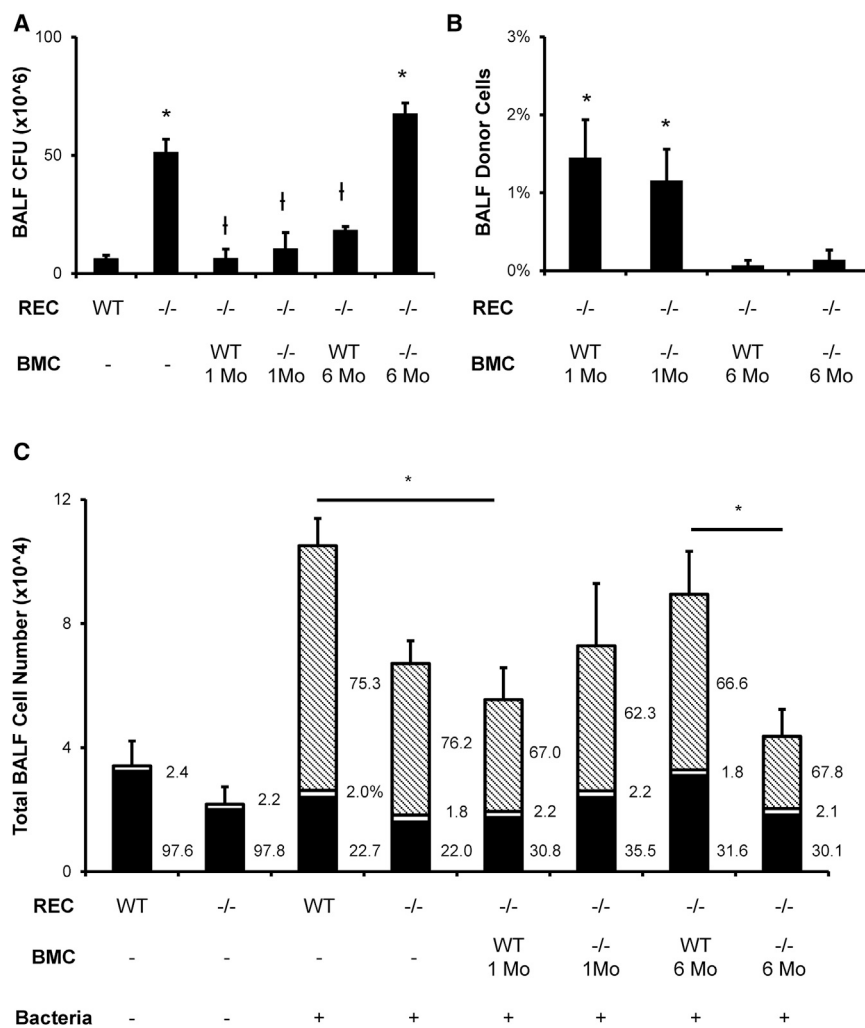 A
B
100
50
0
BALF CFU (x10^6)
*
ƚ
ƚ
ƚ
*
REC WT -/- -/- -/- -/- -/-
BMC - - WT -/- WT -/-
1 Mo 1Mo 6 Mo 6 Mo
3%
2%
1%
0%
BALF Donor Cells
*
*
REC -/- -/- -/- -/-
BMC WT -/- WT -/-
1 Mo 1Mo 6 Mo 6 Mo
C
12
8
4
0
Total BALF Cell Number (x10^4)
*
*
2.4
97.6
2.2
97.8
75.3
2.0%
22.7
76.2
1.8
22.0
67.0
2.2
30.8
62.3
2.2
35.5
66.6
1.8
31.6
67.8
2.1
30.1
REC WT -/- WT -/- -/- -/- -/- -/-
BMC - - - - WT -/- WT -/-
1 Mo 1Mo 6 Mo 6 Mo
Bacteria - - + + + + + +